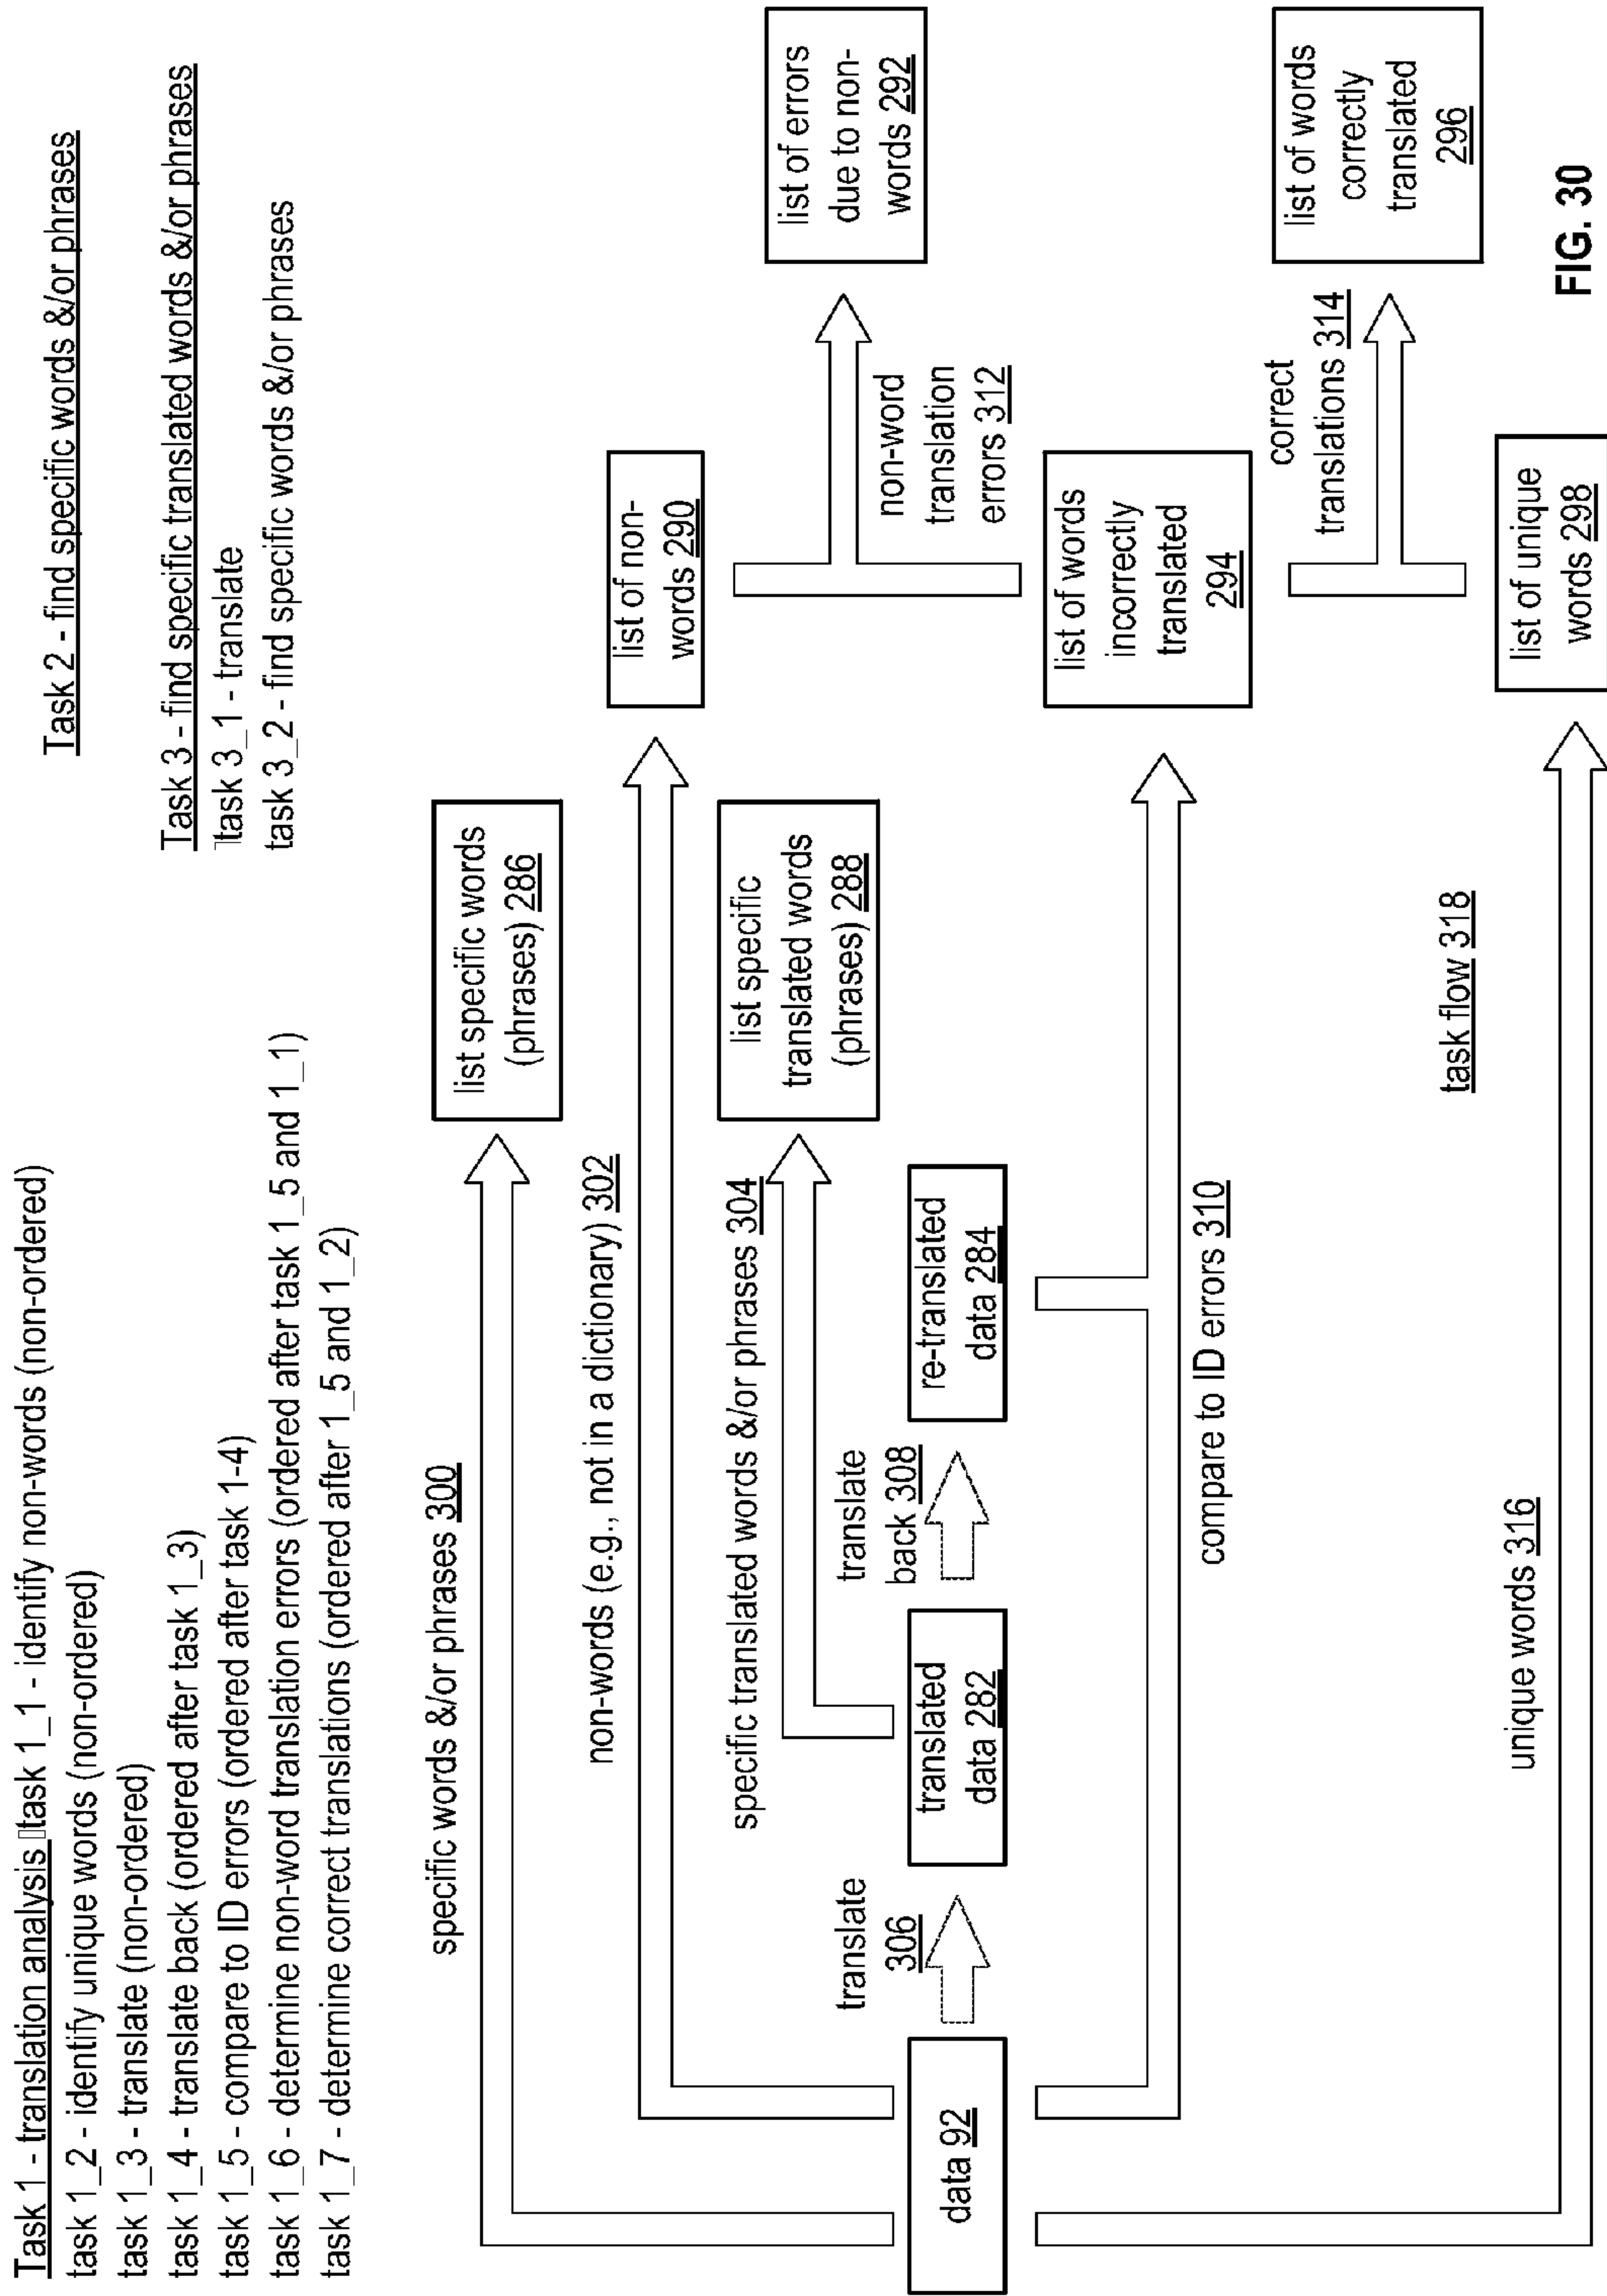 Task 1 - translation analysis task 1_1 - identify non-words (non-ordered)
task 1_2 - identify unique words (non-ordered)
task 1_3 - translate (non-ordered)
task 1_4 - translate back (ordered after task 1_3)
task 1_5 - compare to ID errors (ordered after task 1-4)
task 1_6 - determine non-word translation errors (ordered after task 1_5 and 1_1)
task 1_7 - determine correct translations (ordered after 1_5 and 1_2)
Task 2 - find specific words &/or phrases
Task 3 - find specific translated words &/or phrases
task 3_1 - translate
task 3_2 - find specific words &/or phrases
specific words &/or phrases 300
list specific words
(phrases) 286
non-words (e.g., not in a dictionary) 302
list of non-
words 290
specific translated words &/or phrases 304
list specific
translated words
(phrases) 288
list of errors
due to non-
words 292
non-word
translation
errors 312
data 92
translate
306
translated
data 282
translate
back 308
re-translated
data 284
compare to ID errors 310
list of words
incorrectly
translated
294
correct
translations 314
list of words
correctly
translated
296
task flow 318
unique words 316
list of unique
words 298
FIG. 30